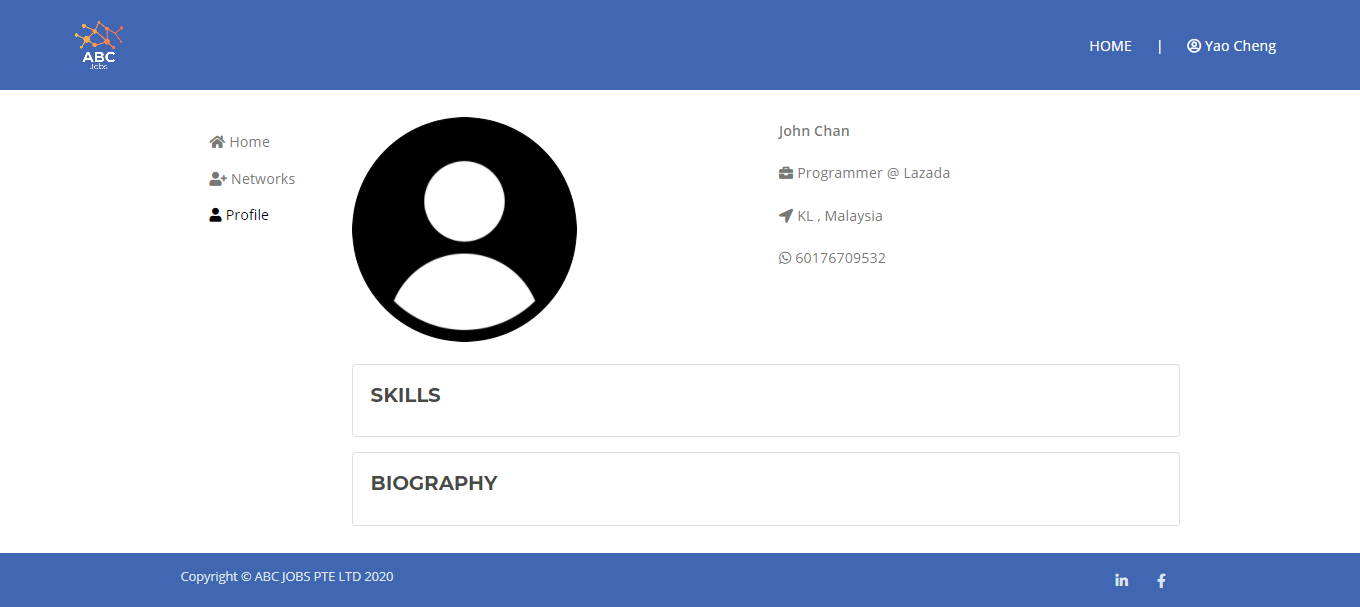 ABC
Jobs
HOME | Yao Cheng
Home
Networks
Profile
John Chan
Programmer @ Lazada
KL , Malaysia
60176709532
SKILLS
BIOGRAPHY
Copyright © ABC JOBS PTE LTD 2020
in f